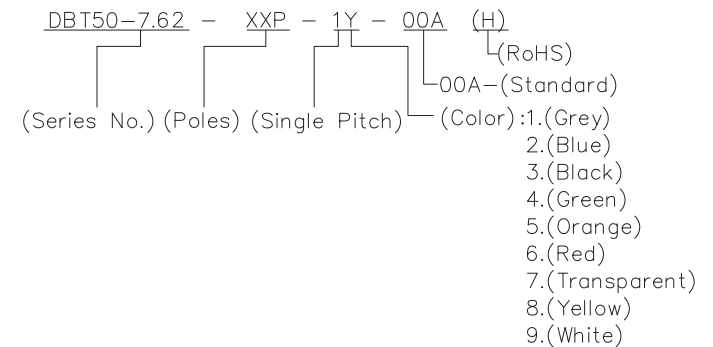 DBT50-7.62 - XXP - 1Y - 00A (H)
(RoHS)
00A-(Standard)
(Series No.) (Poles) (Single Pitch) (Color):1.(Grey)
2.(Blue)
3.(Black)
4.(Green)
5.(Orange)
6.(Red)
7.(Transparent)
8.(Yellow)
9.(White)